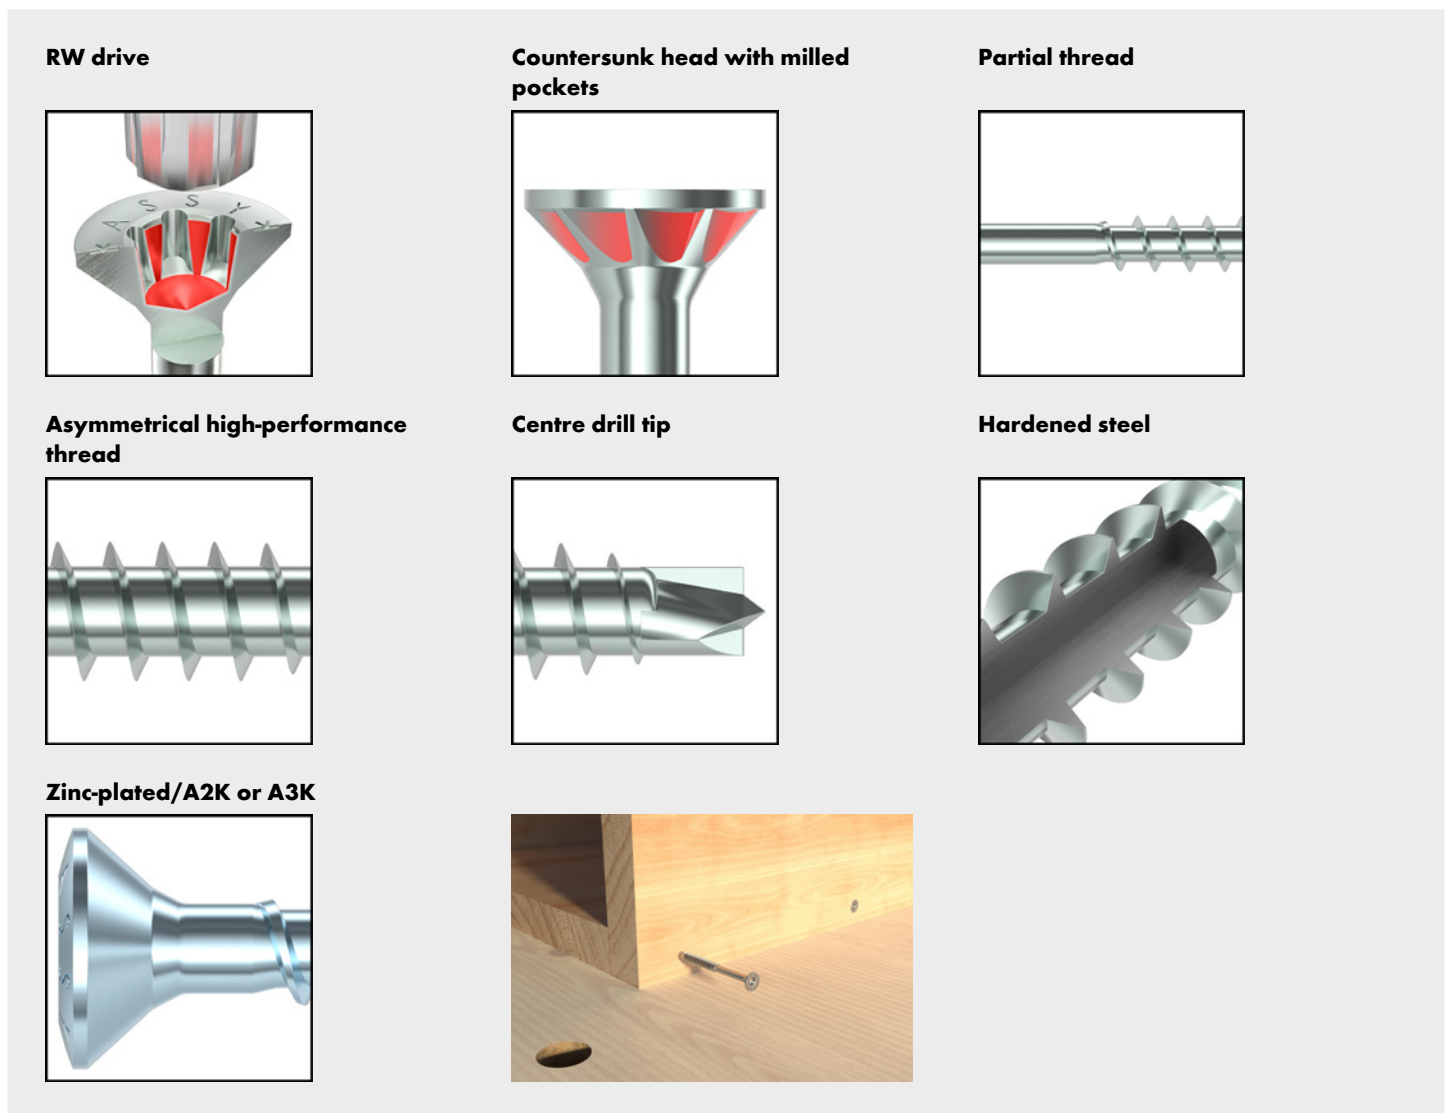 RW drive
Countersunk head with milled
pockets
Partial thread
K A S S Y K
Asymmetrical high-performance
thread
Centre drill tip
Hardened steel
Zinc-plated/A2K or A3K